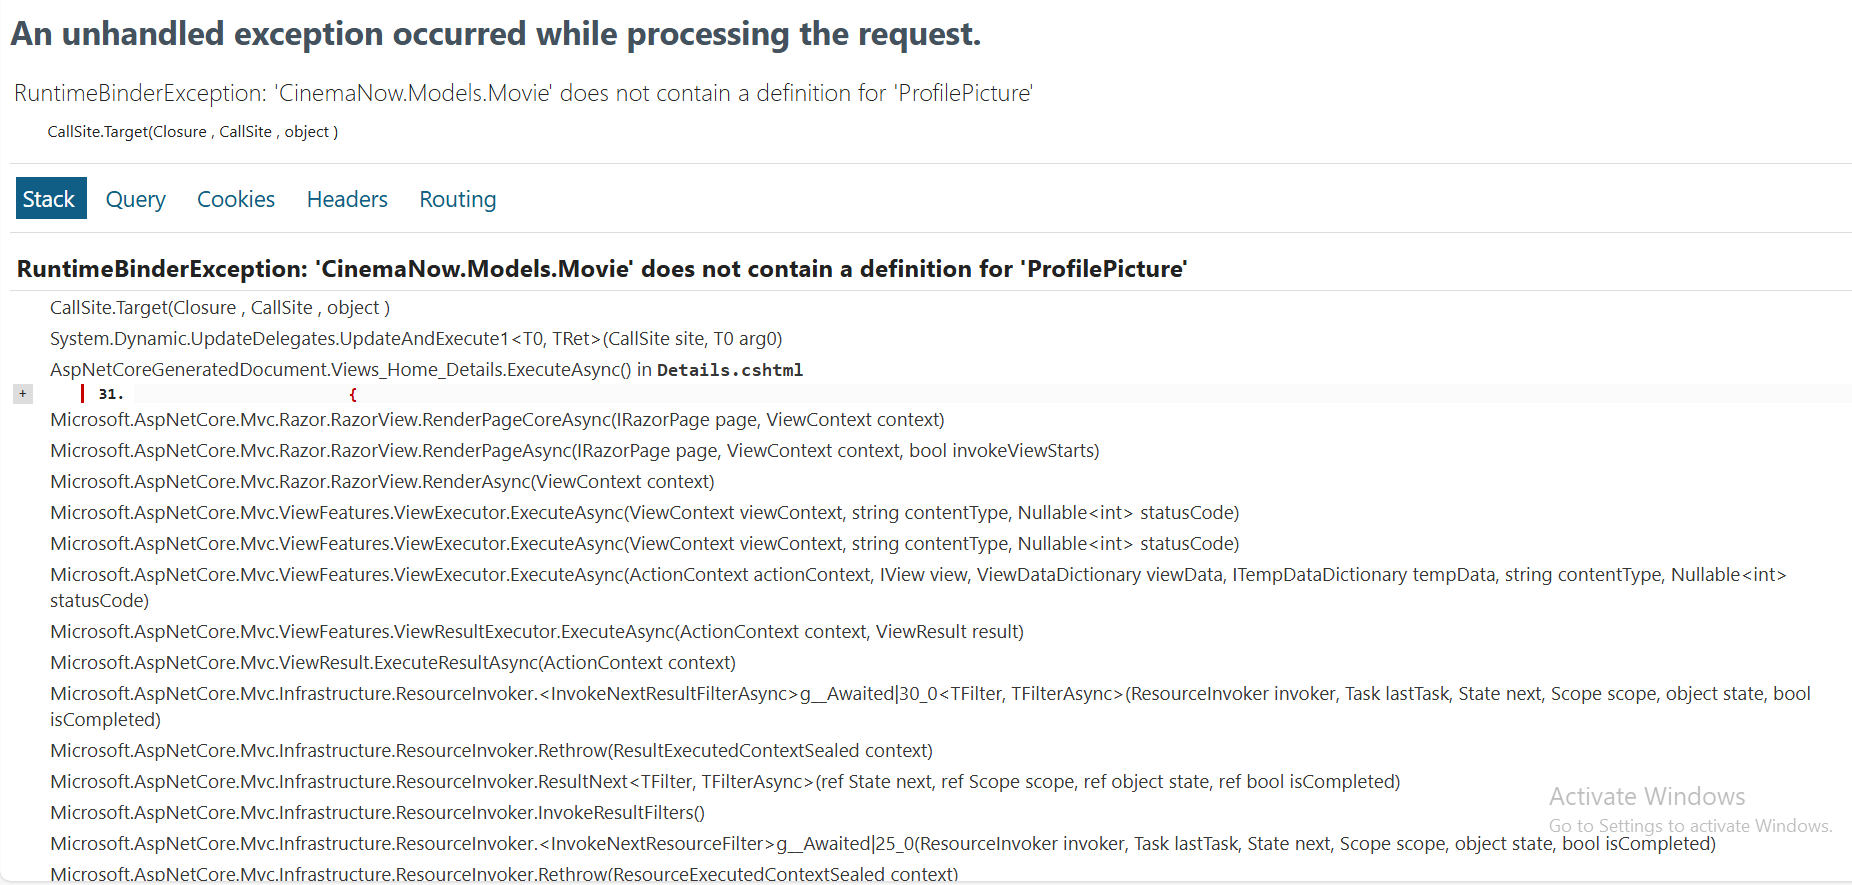 An unhandled exception occurred while processing the request.
RuntimeBinderException: 'CinemaNow.Models.Movie' does not contain a definition for 'ProfilePicture'
CallSite.Target(Closure , CallSite , object )
Stack Query Cookies Headers Routing
RuntimeBinderException: 'CinemaNow.Models.Movie' does not contain a definition for 'ProfilePicture'
CallSite.Target(Closure , CallSite , object )
System.Dynamic.UpdateDelegates.UpdateAndExecute1<T0, TRet>(CallSite site, T0 arg0)
AspNetCoreGeneratedDocument.Views_Home_Details.ExecuteAsync() in Details.cshtml
+ 31. {
Microsoft.AspNetCore.Mvc.Razor.RazorView.RenderPageCoreAsync(IRazorPage page, ViewContext context)
Microsoft.AspNetCore.Mvc.Razor.RazorView.RenderPageAsync(IRazorPage page, ViewContext context, bool invokeViewStarts)
Microsoft.AspNetCore.Mvc.Razor.RazorView.RenderAsync(ViewContext context)
Microsoft.AspNetCore.Mvc.ViewFeatures.ViewExecutor.ExecuteAsync(ViewContext viewContext, string contentType, Nullable<int> statusCode)
Microsoft.AspNetCore.Mvc.ViewFeatures.ViewExecutor.ExecuteAsync(ViewContext viewContext, string contentType, Nullable<int> statusCode)
Microsoft.AspNetCore.Mvc.ViewFeatures.ViewExecutor.ExecuteAsync(ActionContext actionContext, IView view, ViewDataDictionary viewData, ITempDataDictionary tempData, string contentType, Nullable<int>
statusCode)
Microsoft.AspNetCore.Mvc.ViewFeatures.ViewResultExecutor.ExecuteAsync(ActionContext context, ViewResult result)
Microsoft.AspNetCore.Mvc.ViewResult.ExecuteResultAsync(ActionContext context)
Microsoft.AspNetCore.Mvc.Infrastructure.ResourceInvoker.<InvokeNextResultFilterAsync>g__Awaited|30_0<TFilter, TFilterAsync>(ResourceInvoker invoker, Task lastTask, State next, Scope scope, object state, bool
isCompleted)
Microsoft.AspNetCore.Mvc.Infrastructure.ResourceInvoker.Rethrow(ResultExecutedContextSealed context)
Microsoft.AspNetCore.Mvc.Infrastructure.ResourceInvoker.ResultNext<TFilter, TFilterAsync>(ref State next, ref Scope scope, ref object state, ref bool isCompleted)
Microsoft.AspNetCore.Mvc.Infrastructure.ResourceInvoker.InvokeResultFilters()
Microsoft.AspNetCore.Mvc.Infrastructure.ResourceInvoker.<InvokeNextResourceFilter>g__Awaited|25_0(ResourceInvoker invoker, Task lastTask, State next, Scope scope, object state, bool isCompleted)
Microsoft.AspNetCore.Mvc.Infrastructure.ResourceInvoker.Rethrow(ResourceExecutedContextSealed context)
Activate Windows
Go to Settings to activate Windows.